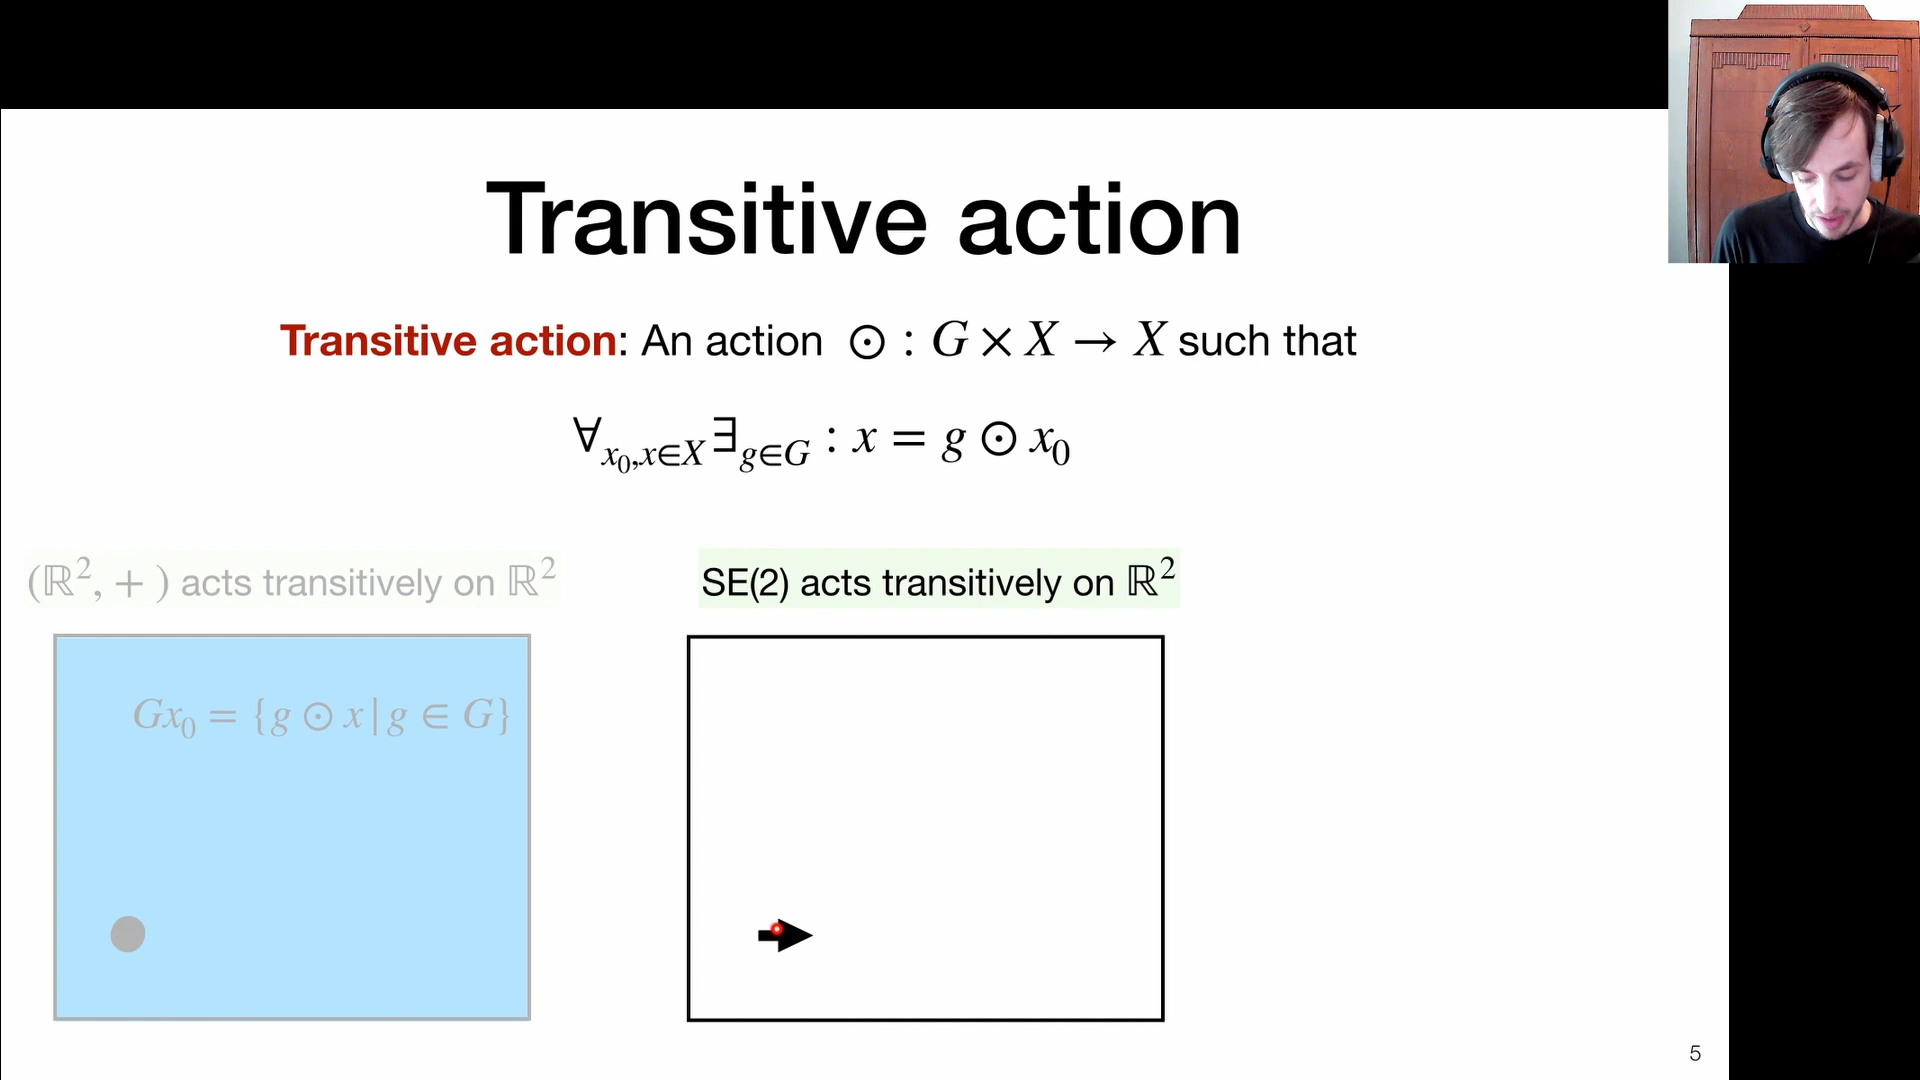 Transitive action
Transitive action: An action ⊙ : G × X → X such that
∀x₀,x∈X ∃g∈G : x = g ⊙ x₀
(ℝ², + ) acts transitively on ℝ²
SE(2) acts transitively on ℝ²
Gx₀ = {g ⊙ x | g ∈ G}
5